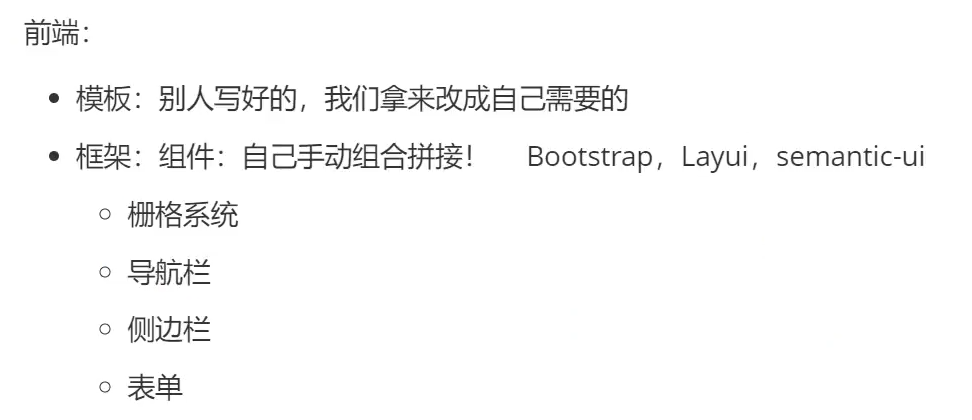 前端：
模板：别人写好的，我们拿来改成自己需要的
框架：组件：自己手动组合拼接！ Bootstrap，Layui，semantic-ui
栅格系统
导航栏
侧边栏
表单